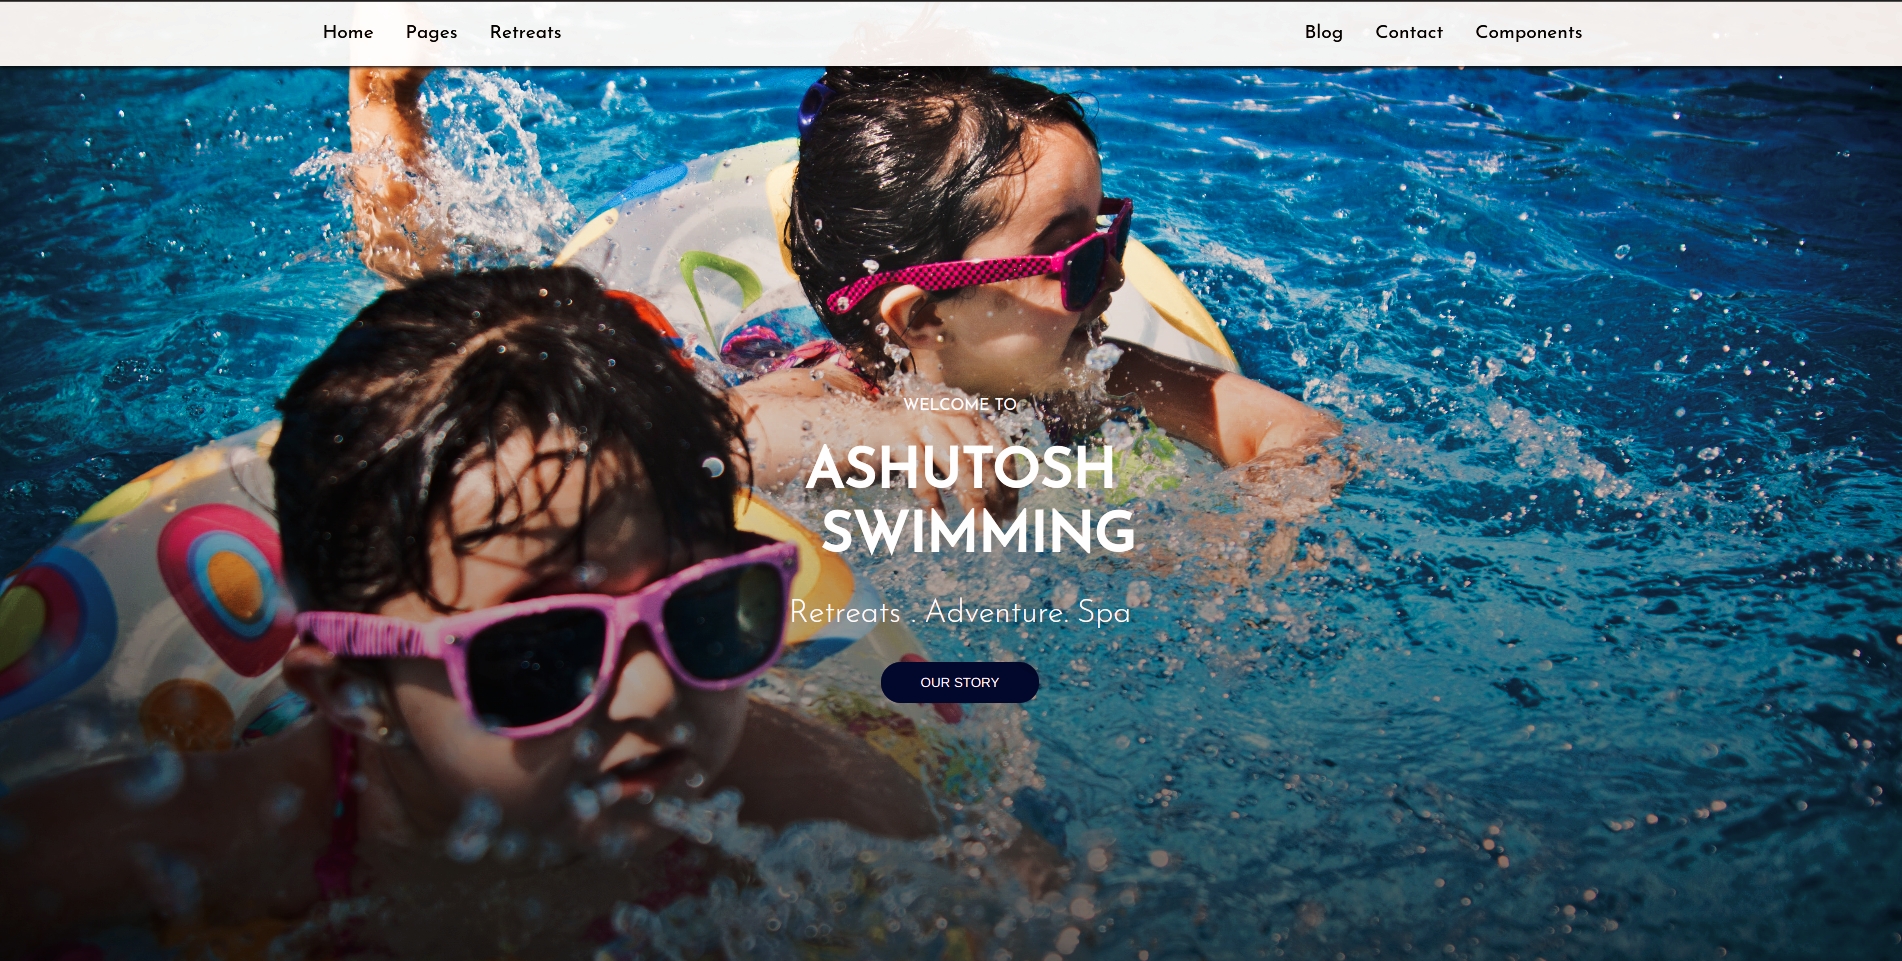 Home Pages Retreats Blog Contact Components
WELCOME TO
ASHUTOSH
SWIMMING
Retreats . Adventure. Spa
OUR STORY